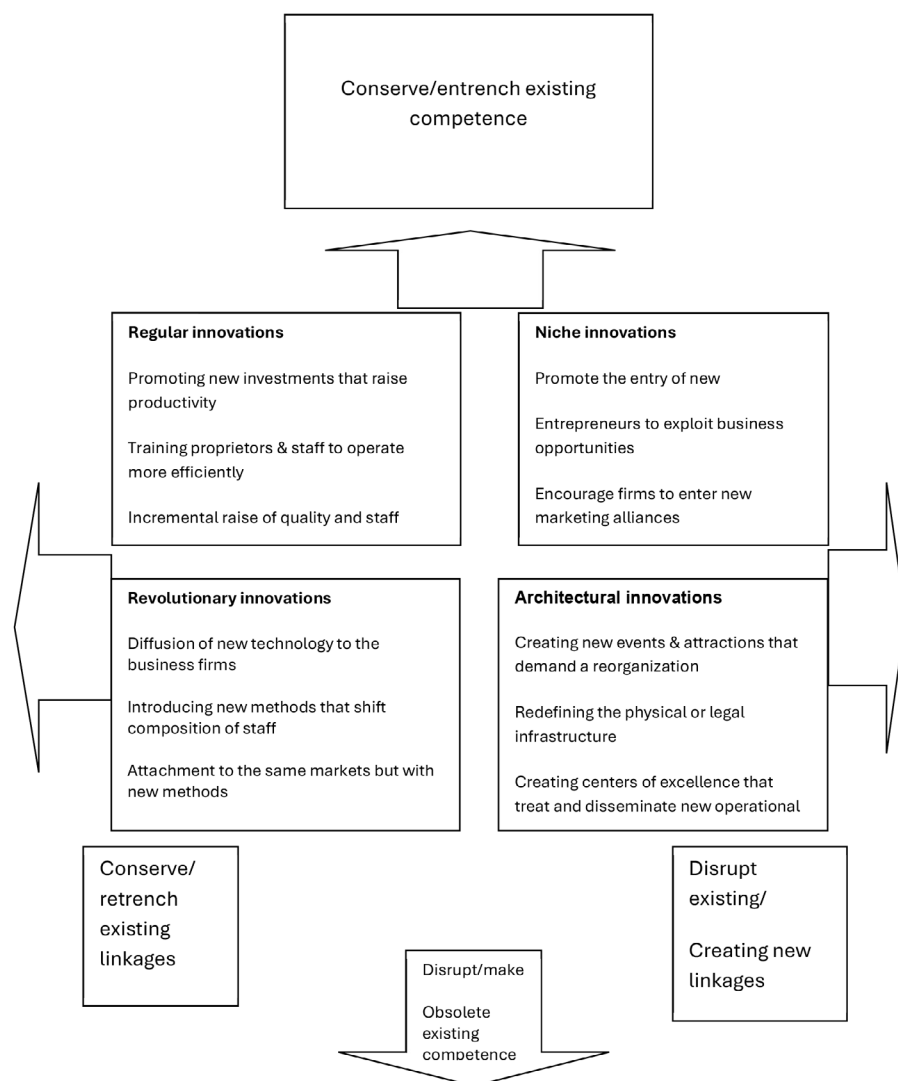 Conserve/entrench existing
competence
Regular innovations
Promoting new investments that raise
productivity
Training proprietors & staff to operate
more efficiently
Incremental raise of quality and staff
Niche innovations
Promote the entry of new
Entrepreneurs to exploit business
opportunities
Encourage firms to enter new
marketing alliances
Revolutionary innovations
Diffusion of new technology to the
business firms
Introducing new methods that shift
composition of staff
Attachment to the same markets but with
new methods
Architectural innovations
Creating new events & attractions that
demand a reorganization
Redefining the physical or legal
infrastructure
Creating centers of excellence that
treat and disseminate new operational
Conserve/
retrench
existing
linkages
Disrupt
existing/
Creating new
linkages
Disrupt/make
Obsolete
existing
competence